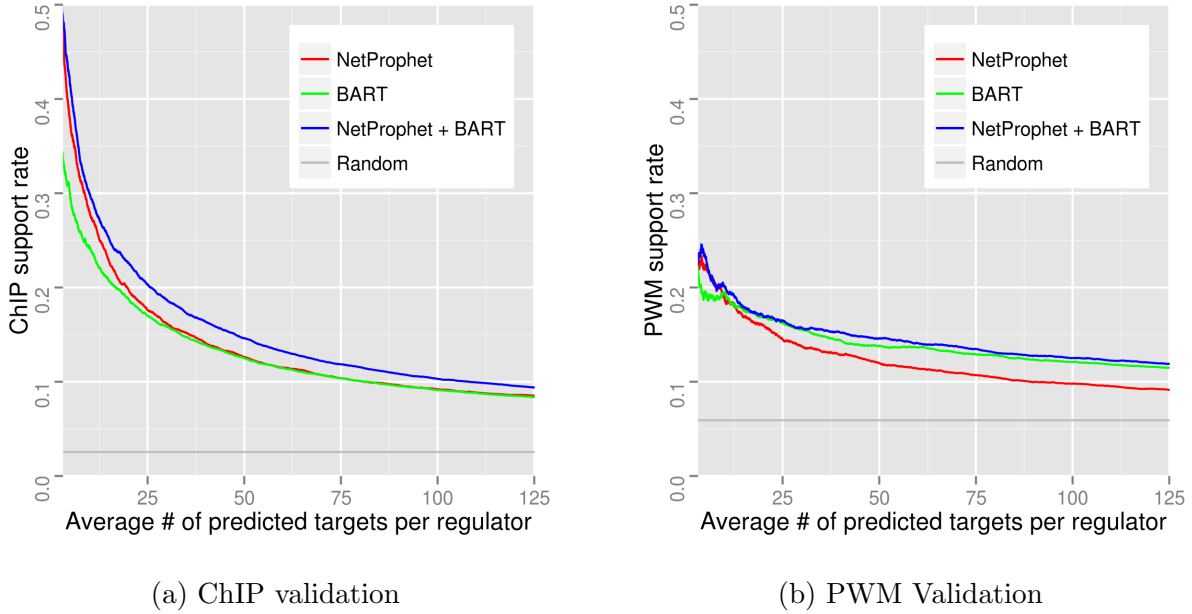 0.5
0.4
0.3
0.2
0.1
0.0
ChIP support rate
NetProphet
BART
NetProphet + BART
Random
25
50
75
100
125
Average # of predicted targets per regulator
(a) ChIP validation
0.5
0.4
0.3
0.2
0.1
0.0
PWM support rate
NetProphet
BART
NetProphet + BART
Random
25
50
75
100
125
Average # of predicted targets per regulator
(b) PWM Validation